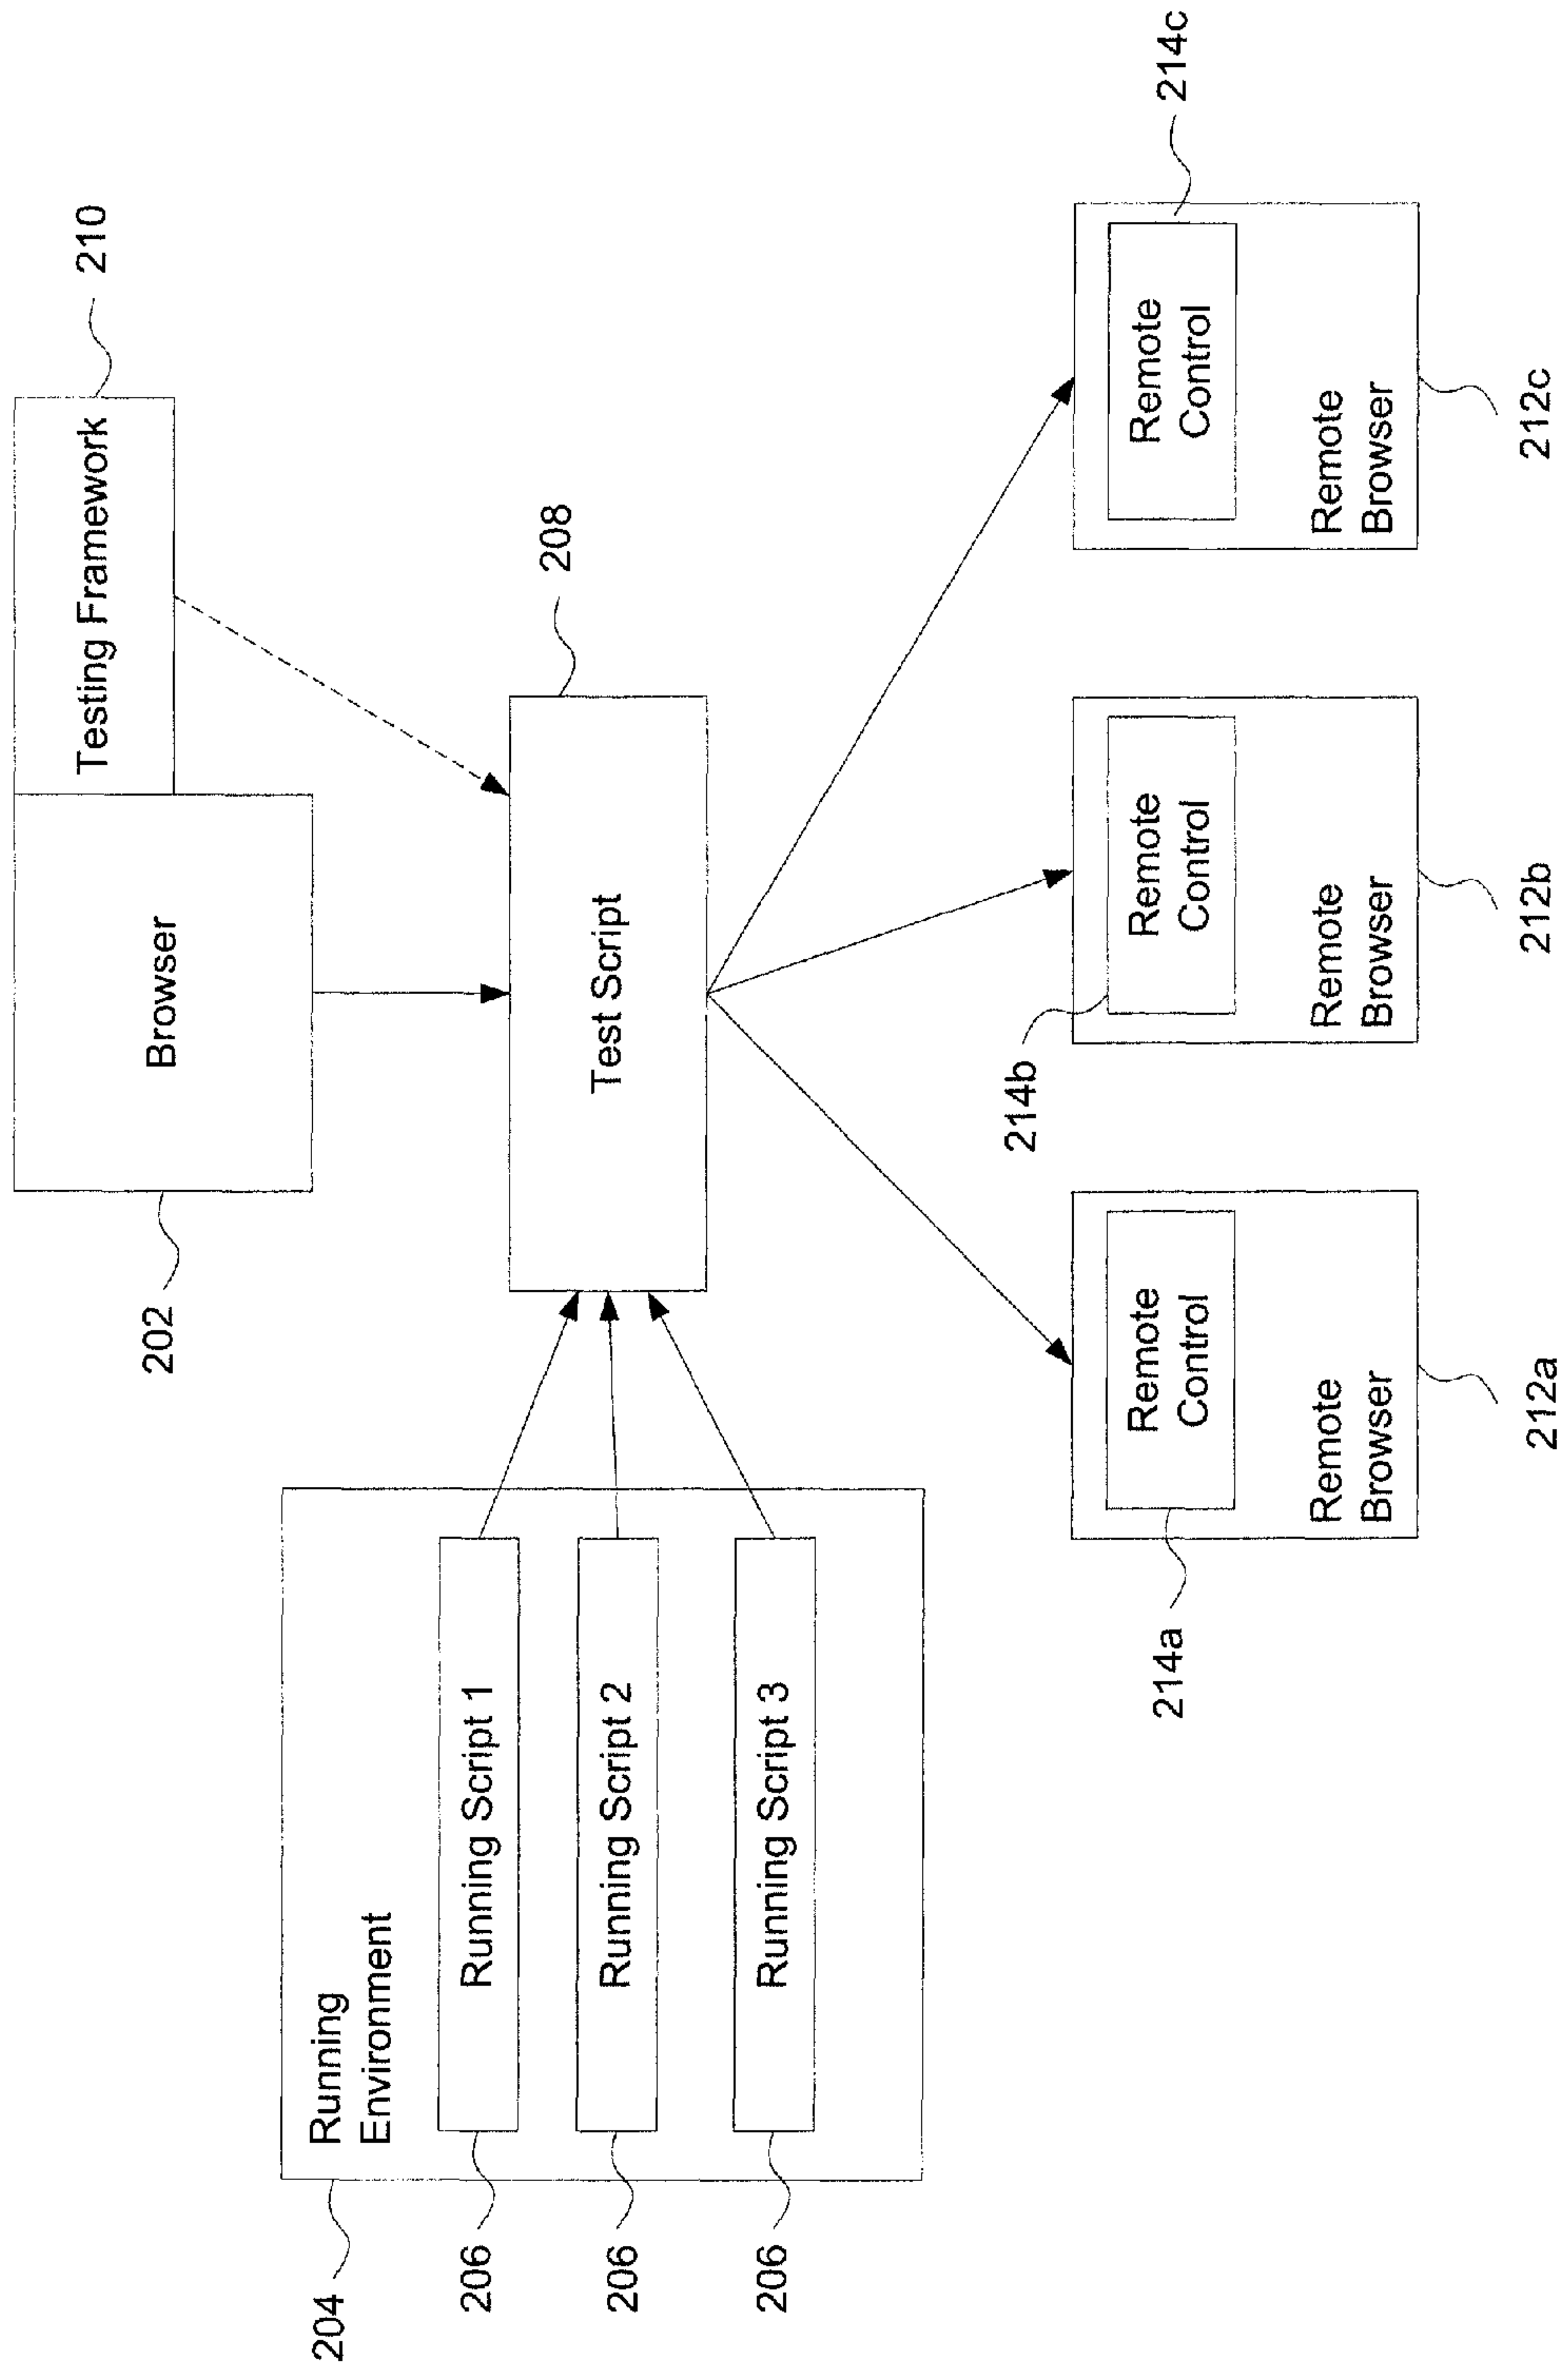 210
Testing Framework
Browser
202
208
Test Script
204
Running
Environment
Running Script 1
206
Running Script 2
206
Running Script 3
206
214a
Remote
Control
Remote
Browser
212a
214b
Remote
Control
Remote
Browser
212b
214c
Remote
Control
Remote
Browser
212c